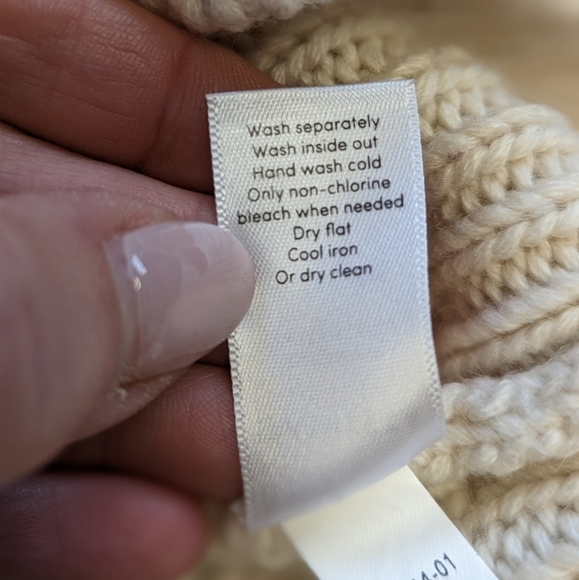 Wash separately
Wash inside out
Hand wash cold
Only non-chlorine
bleach when needed
Dry flat
Cool iron
Or dry clean
-01